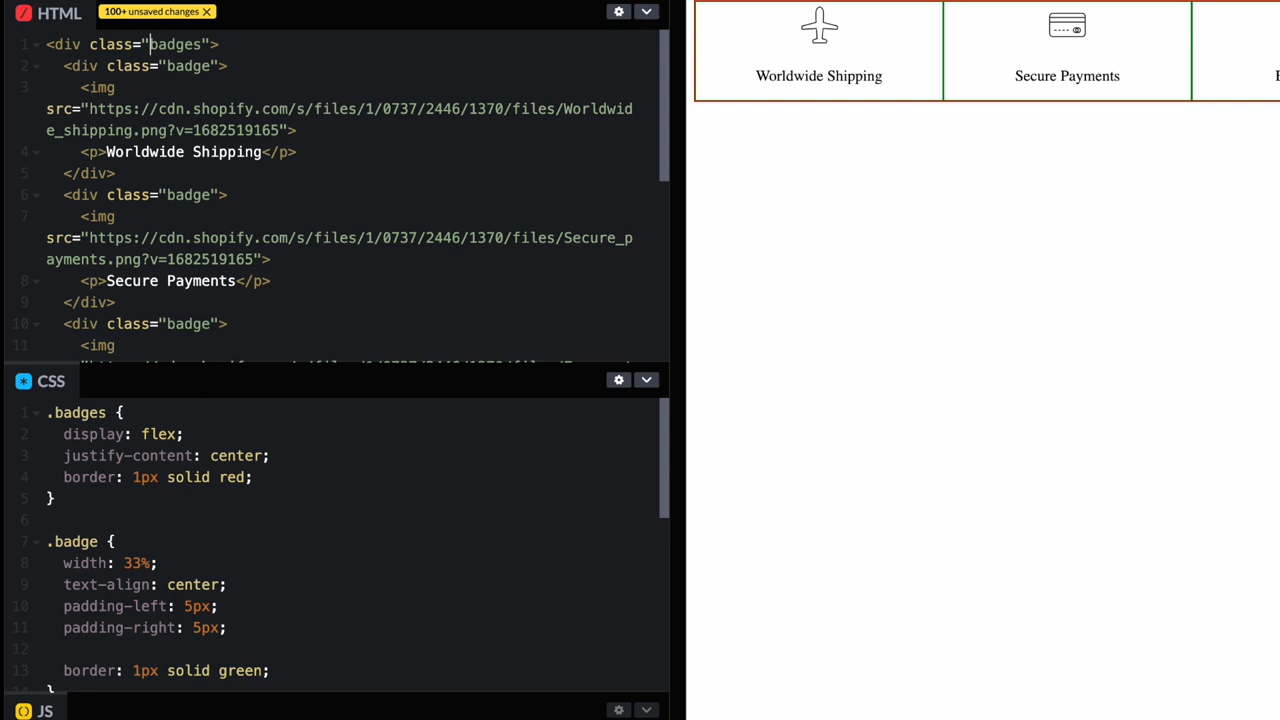 HTML
100+ unsaved changes ×
1 <div class="badges">
2 <div class="badge">
3 <img
src="https://cdn.shopify.com/s/files/1/0737/2446/1370/files/Worldwid
e_shipping.png?v=1682519165">
4 <p>Worldwide Shipping</p>
5 </div>
6 <div class="badge">
7 <img
src="https://cdn.shopify.com/s/files/1/0737/2446/1370/files/Secure_p
ayments.png?v=1682519165">
8 <p>Secure Payments</p>
9 </div>
10 <div class="badge">
11 <img
CSS
1 .badges {
2 display: flex;
3 justify-content: center;
4 border: 1px solid red;
5 }
6
7 .badge {
8 width: 33%;
9 text-align: center;
10 padding-left: 5px;
11 padding-right: 5px;
12
13 border: 1px solid green;
14 }
JS
Worldwide Shipping
Secure Payments